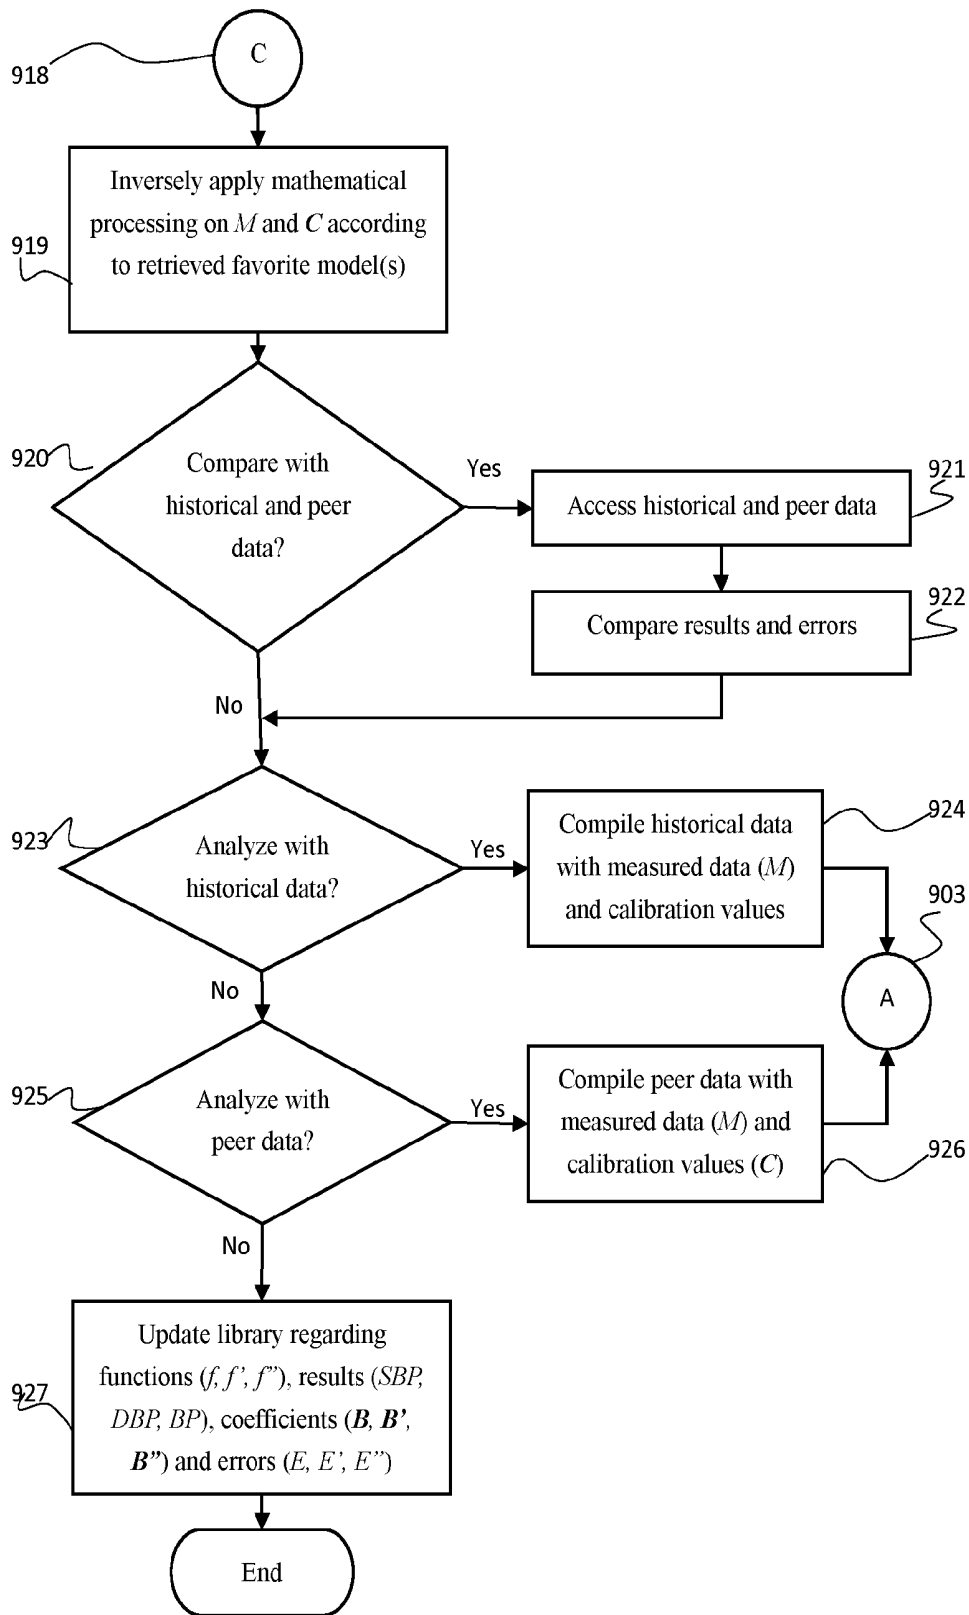 C
918
Inversely apply mathematical
processing on M and C according
to retrieved favorite model(s)
919
920
Compare with
historical and peer
data?
Yes
Access historical and peer data
921
Compare results and errors
922
No
923
Analyze with
historical data?
Yes
Compile historical data
with measured data (M)
and calibration values
924
903
A
No
925
Analyze with
peer data?
Yes
Compile peer data with
measured data (M) and
calibration values (C)
926
No
Update library regarding
functions (f, f’, f”), results (SBP,
DBP, BP), coefficients (B, B’,
B”) and errors (E, E’, E”)
927
End